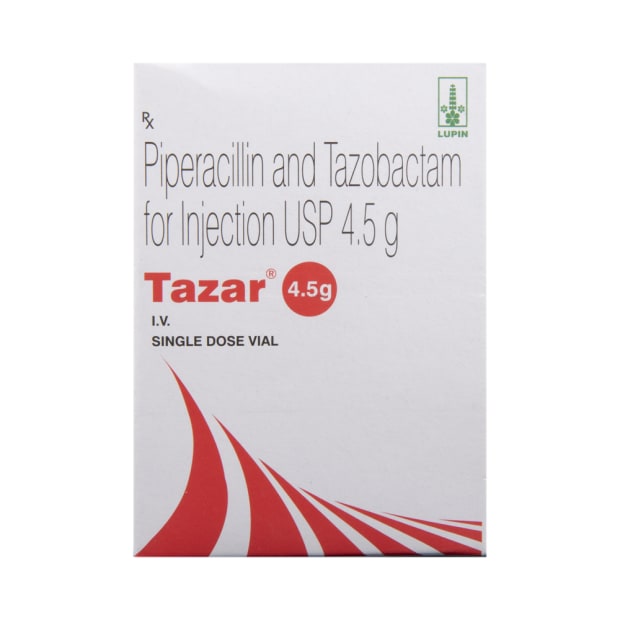 Rx
LUPIN
Piperacillin and Tazobactam
for Injection USP 4.5 g
Tazar® 4.5g
I.V.
SINGLE DOSE VIAL